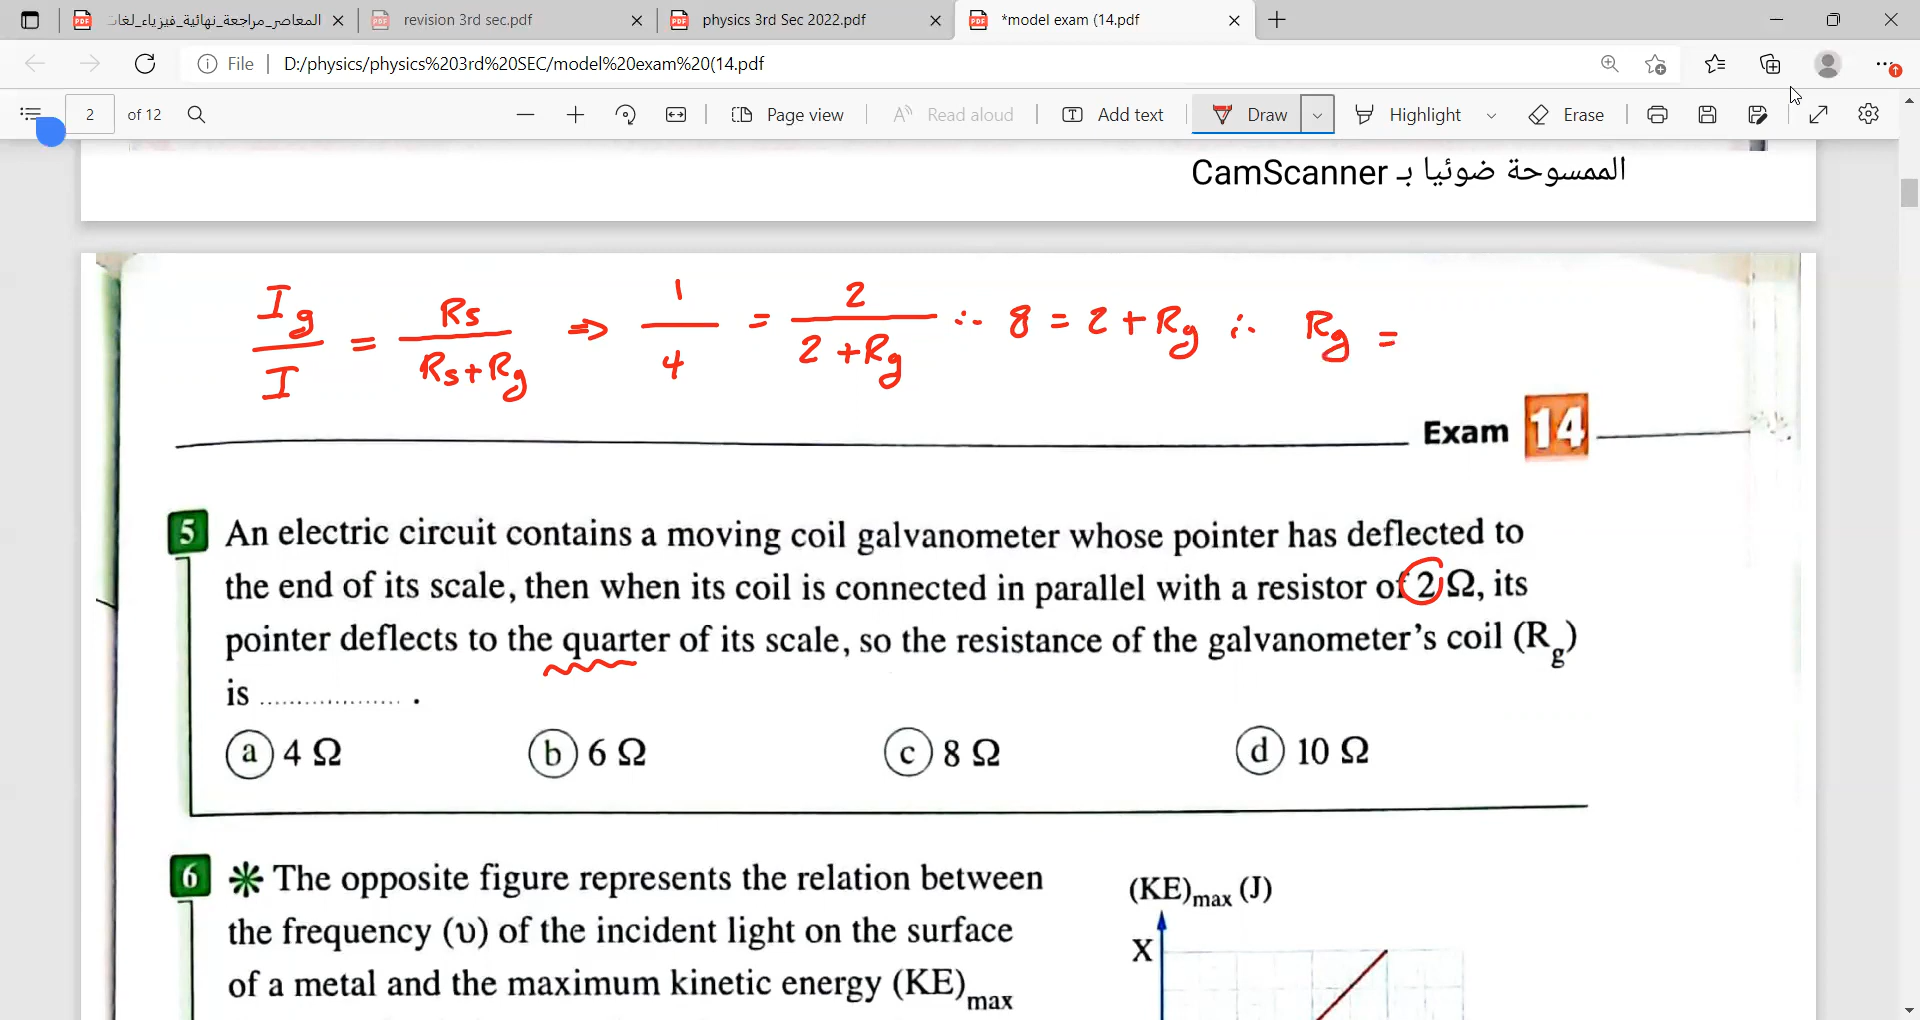 المعاصر_مراجعة_نهائية_فيزياء_لغات
revision 3rd sec.pdf
physics 3rd Sec 2022.pdf
*model exam (14.pdf
File D:/physics/physics%203rd%20SEC/model%20exam%20(14.pdf
2 of 12 Page view Read aloud Add text Draw Highlight Erase
الممسوحة ضوئيا بـ CamScanner
Ig/I = Rs/(Rs+Rg) ⇒ 1/4 = 2/(2+Rg) ∴ 8 = 2 + Rg ∴ Rg =
Exam 14
5 An electric circuit contains a moving coil galvanometer whose pointer has deflected to
the end of its scale, then when its coil is connected in parallel with a resistor of 2 Ω, its
pointer deflects to the quarter of its scale, so the resistance of the galvanometer's coil (Rg)
is .................... .
a 4 Ω b 6 Ω c 8 Ω d 10 Ω
6 ✱ The opposite figure represents the relation between
the frequency (υ) of the incident light on the surface
of a metal and the maximum kinetic energy (KE)max
(KE)max (J)
X